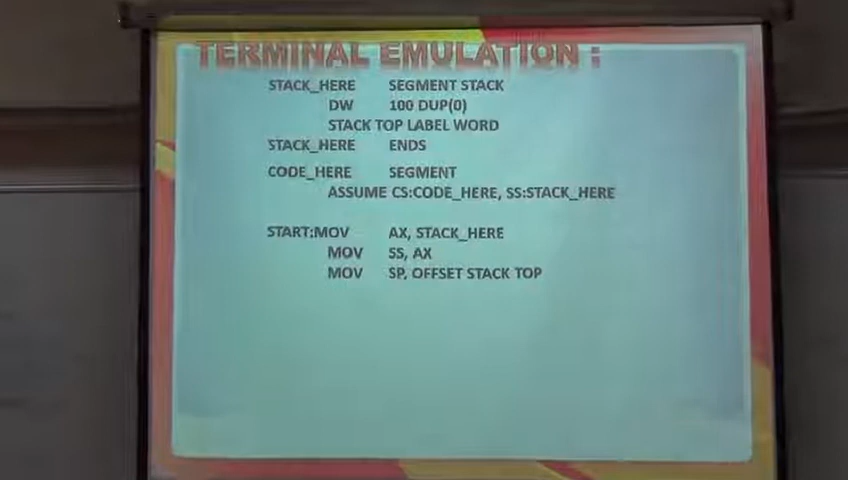 TERMINAL EMULATION :
STACK_HERE SEGMENT STACK
DW 100 DUP(0)
STACK TOP LABEL WORD
STACK_HERE ENDS
CODE_HERE SEGMENT
ASSUME CS:CODE_HERE, SS:STACK_HERE
START:MOV AX, STACK_HERE
MOV SS, AX
MOV SP, OFFSET STACK TOP